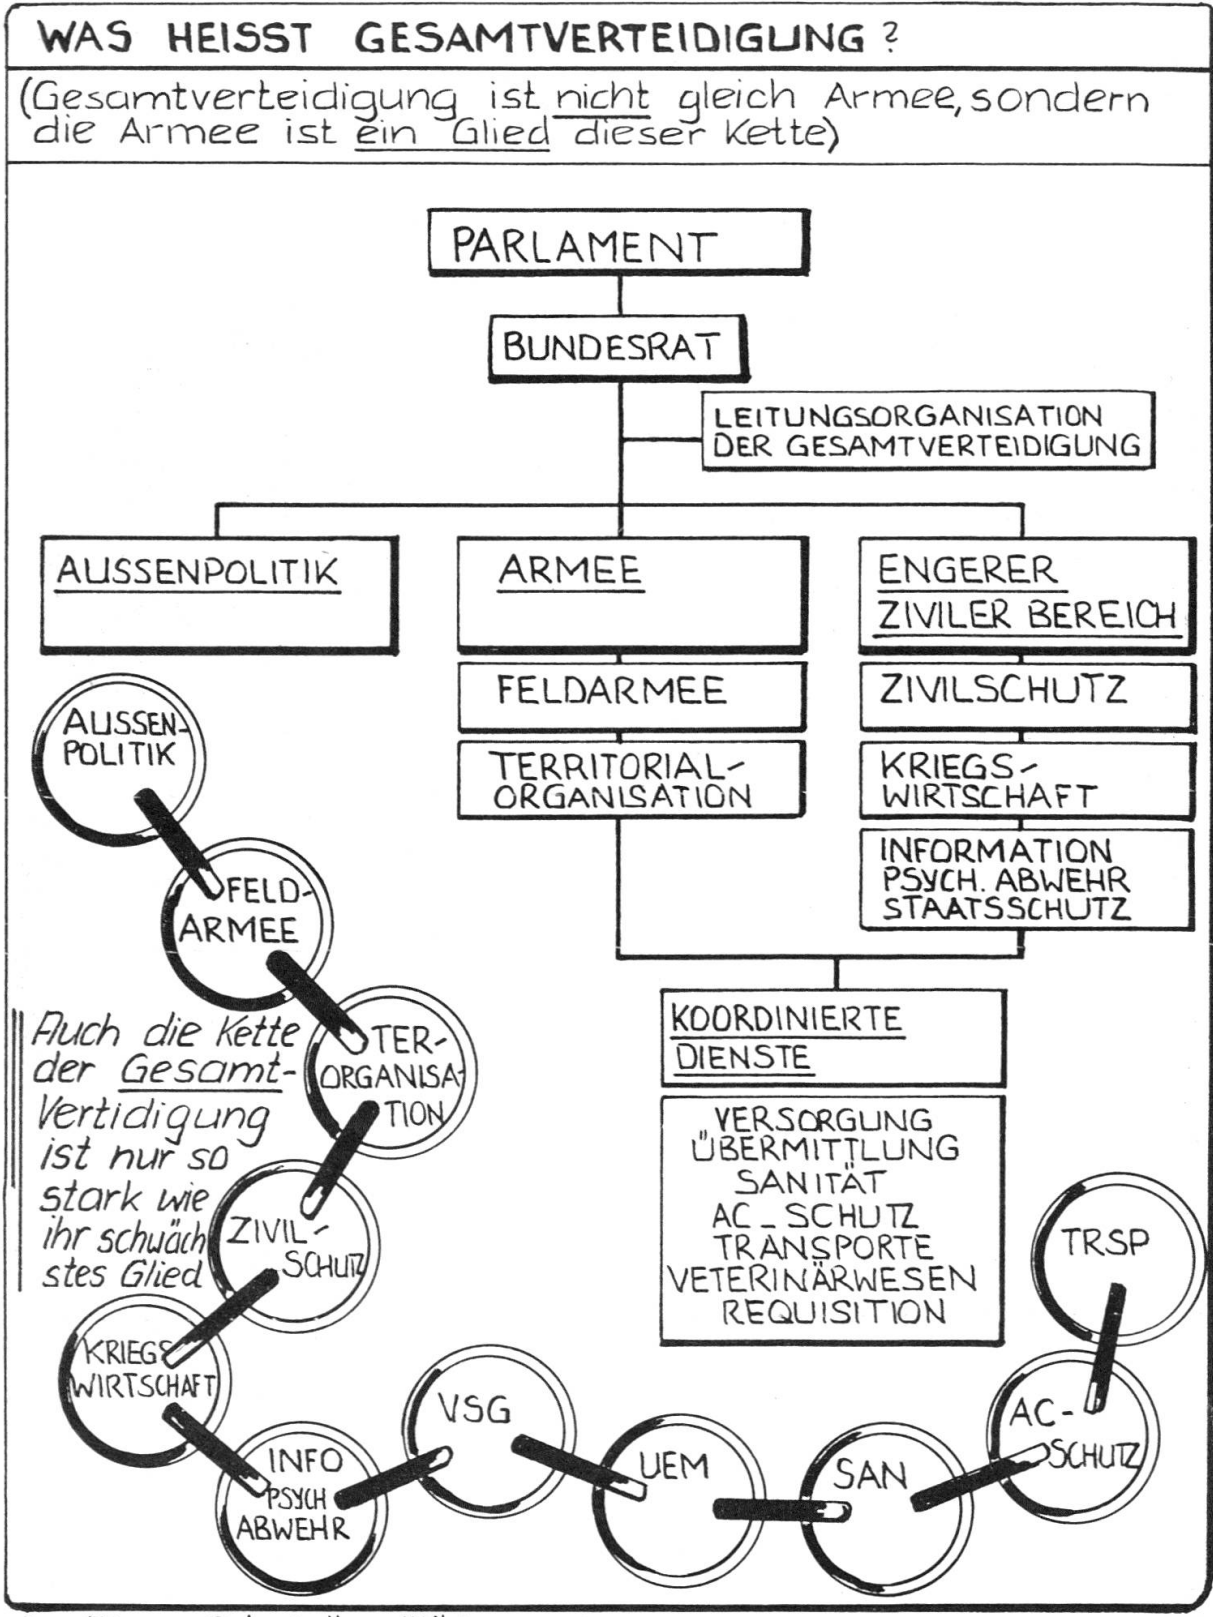 WAS HEISST GESAMTVERTEIDIGUNG?
(Gesamtverteidigung ist nicht gleich Armee, sondern
die Armee ist ein Glied dieser Kette)
PARLAMENT
BUNDESRAT
LEITUNGSORGANISATION
DER GESAMTVERTEIDIGUNG
AUSSENPOLITIK
ARMEE
FELDARMEE
TERRITORIAL-
ORGANISATION
ENGERER
ZIVILER BEREICH
ZIVILSCHUTZ
KRIEGS-
WIRTSCHAFT
INFORMATION
PSYCH. ABWEHR
STAATSSCHUTZ
KOORDINIERTE
DIENSTE
VERSORGUNG
ÜBERMITTLUNG
SANITÄT
AC-SCHUTZ
TRANSPORTE
VETERINÄRWESEN
REQUISITION
AUSSEN-
POLITIK
FELD-
ARMEE
TER-
ORGANISA-
TION
ZIVIL-
SCHUTZ
KRIEGS
WIRTSCHAFT
INFO
PSYCH
ABWEHR
VSG
UEM
SAN
AC-
SCHUTZ
TRSP
Auch die Kette
der Gesamt-
Vertidigung
ist nur so
stark wie
ihr schwäch
stes Glied